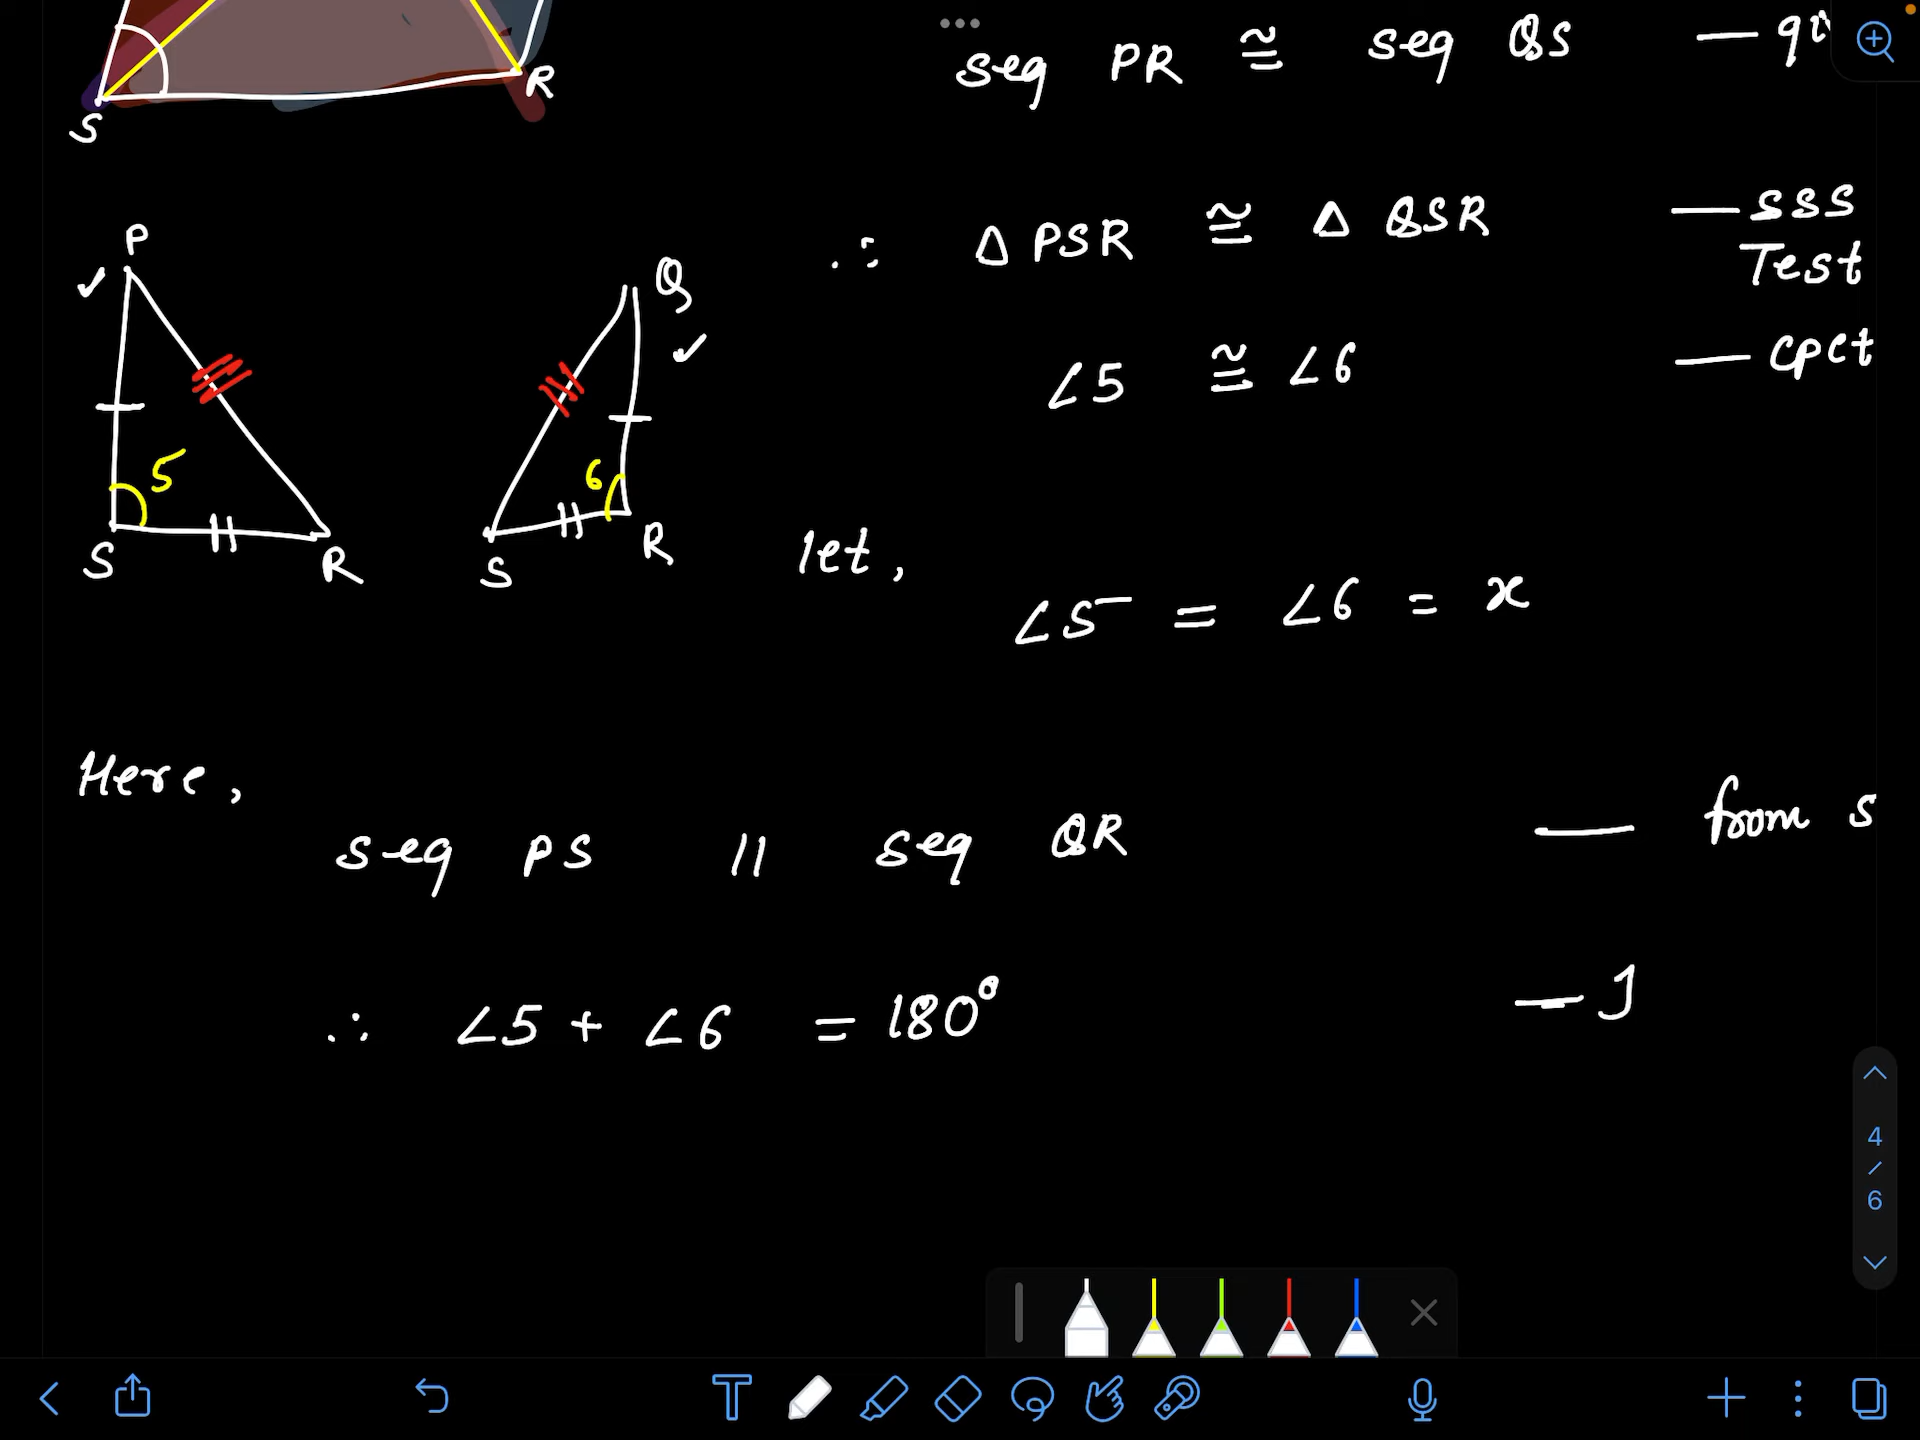 R
S
seg PR ≅ seg QS —
P
Q
∴ Δ PSR ≅ Δ QSR — SSS
Test
∠5 ≅ ∠6 — cpct
5
6
S
R
S
R
let,
∠5 = ∠6 = x
Here,
seg PS || seg QR — from s
∴ ∠5 + ∠6 = 180° —
4
/
6
T